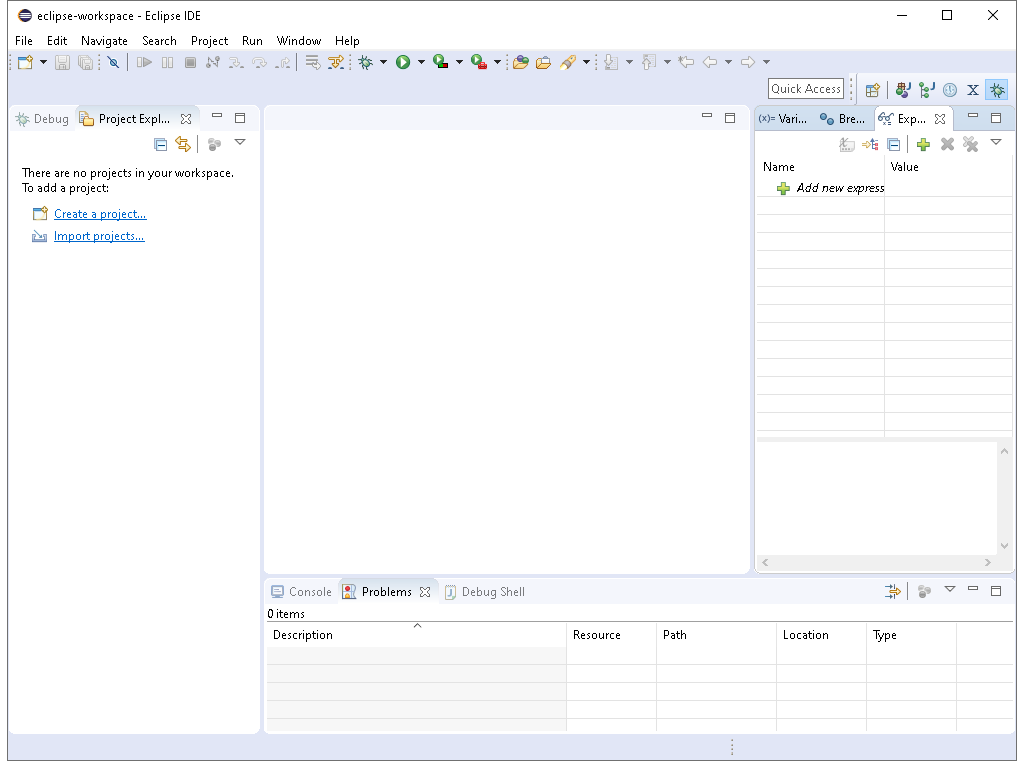 eclipse-workspace - Eclipse IDE
File Edit Navigate Search Project Run Window Help
Quick Access
Debug Project Expl...
(x)= Vari... Bre... Exp...
There are no projects in your workspace.
To add a project:
Create a project...
Import projects...
Name Value
Add new express
Console Problems Debug Shell
0 items
Description Resource Path Location Type